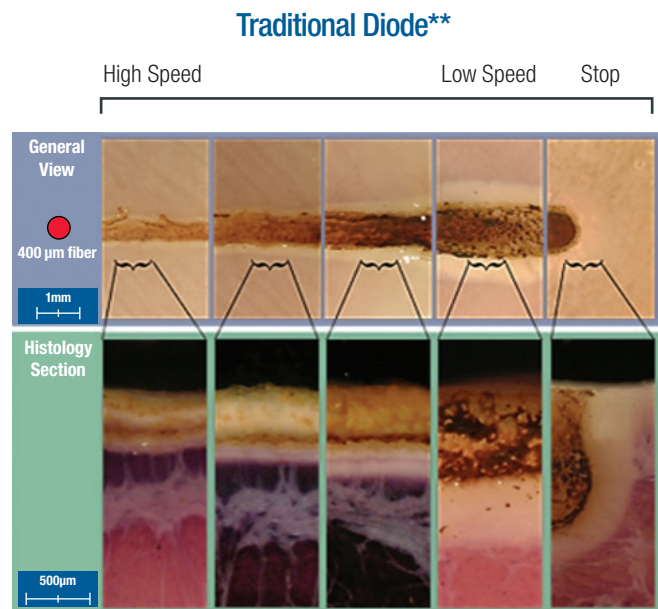 Traditional Diode**
High Speed
Low Speed
Stop
General
View
400 µm fiber
1mm
Histology
Section
500µm